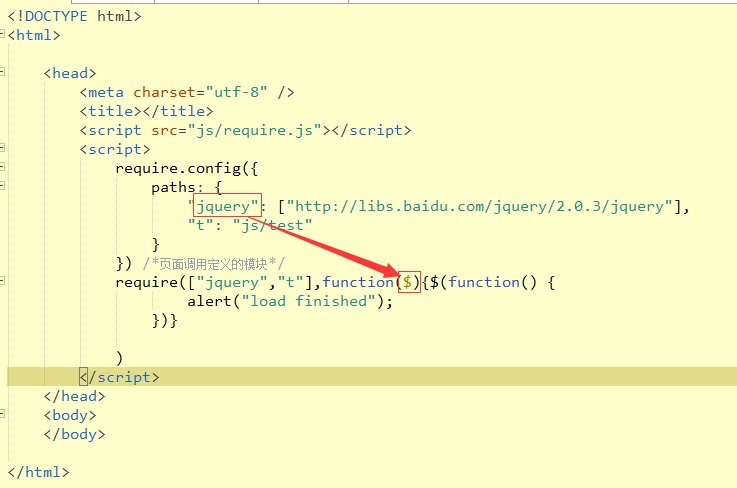 <!DOCTYPE html>
<html>
<head>
<meta charset="utf-8" />
<title></title>
<script src="js/require.js"></script>
<script>
require.config({
paths: {
"jquery": ["http://libs.baidu.com/jquery/2.0.3/jquery"],
"t": "js/test"
}
}) /*页面调用定义的模块*/
require(["jquery","t"],function($){$(function() {
alert("load finished");
})}
)
</script>
</head>
<body>
</body>
</html>